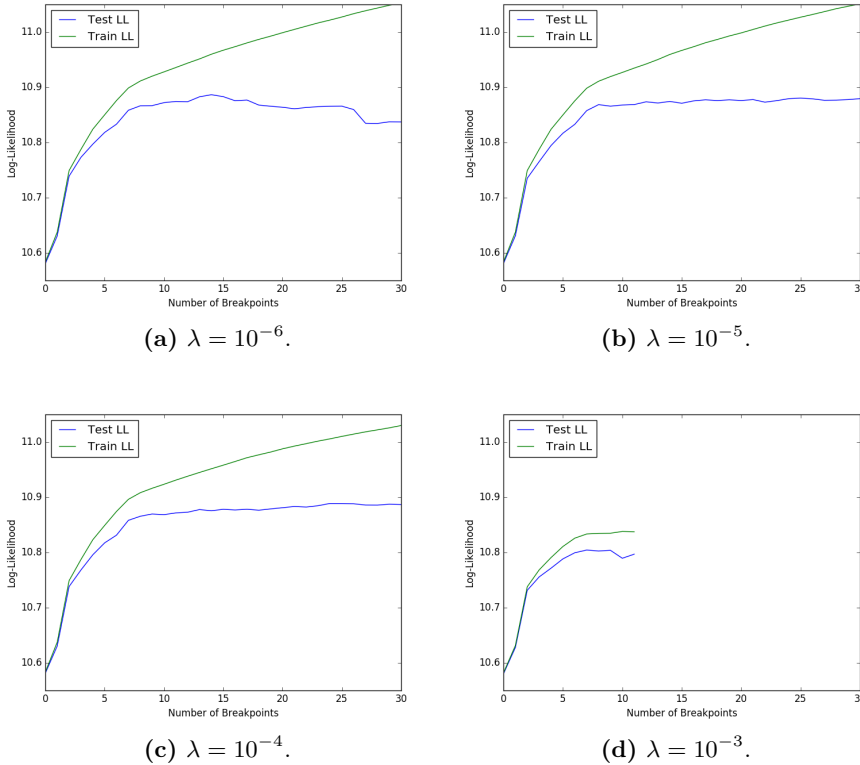 11.1
Test LL
Train LL
11.0
10.9
10.8
10.7
10.6
Log-Likelihood
0 5 10 15 20 25 30
Number of Breakpoints
(a) λ = 10⁻⁶.
Test LL
Train LL
11.0
10.9
10.8
10.7
10.6
Log-Likelihood
0 5 10 15 20 25 30
Number of Breakpoints
(b) λ = 10⁻⁵.
Test LL
Train LL
11.0
10.9
10.8
10.7
10.6
Log-Likelihood
0 5 10 15 20 25 30
Number of Breakpoints
(c) λ = 10⁻⁴.
Test LL
Train LL
11.0
10.9
10.8
10.7
10.6
Log-Likelihood
0 5 10 15 20 25 30
Number of Breakpoints
(d) λ = 10⁻³.